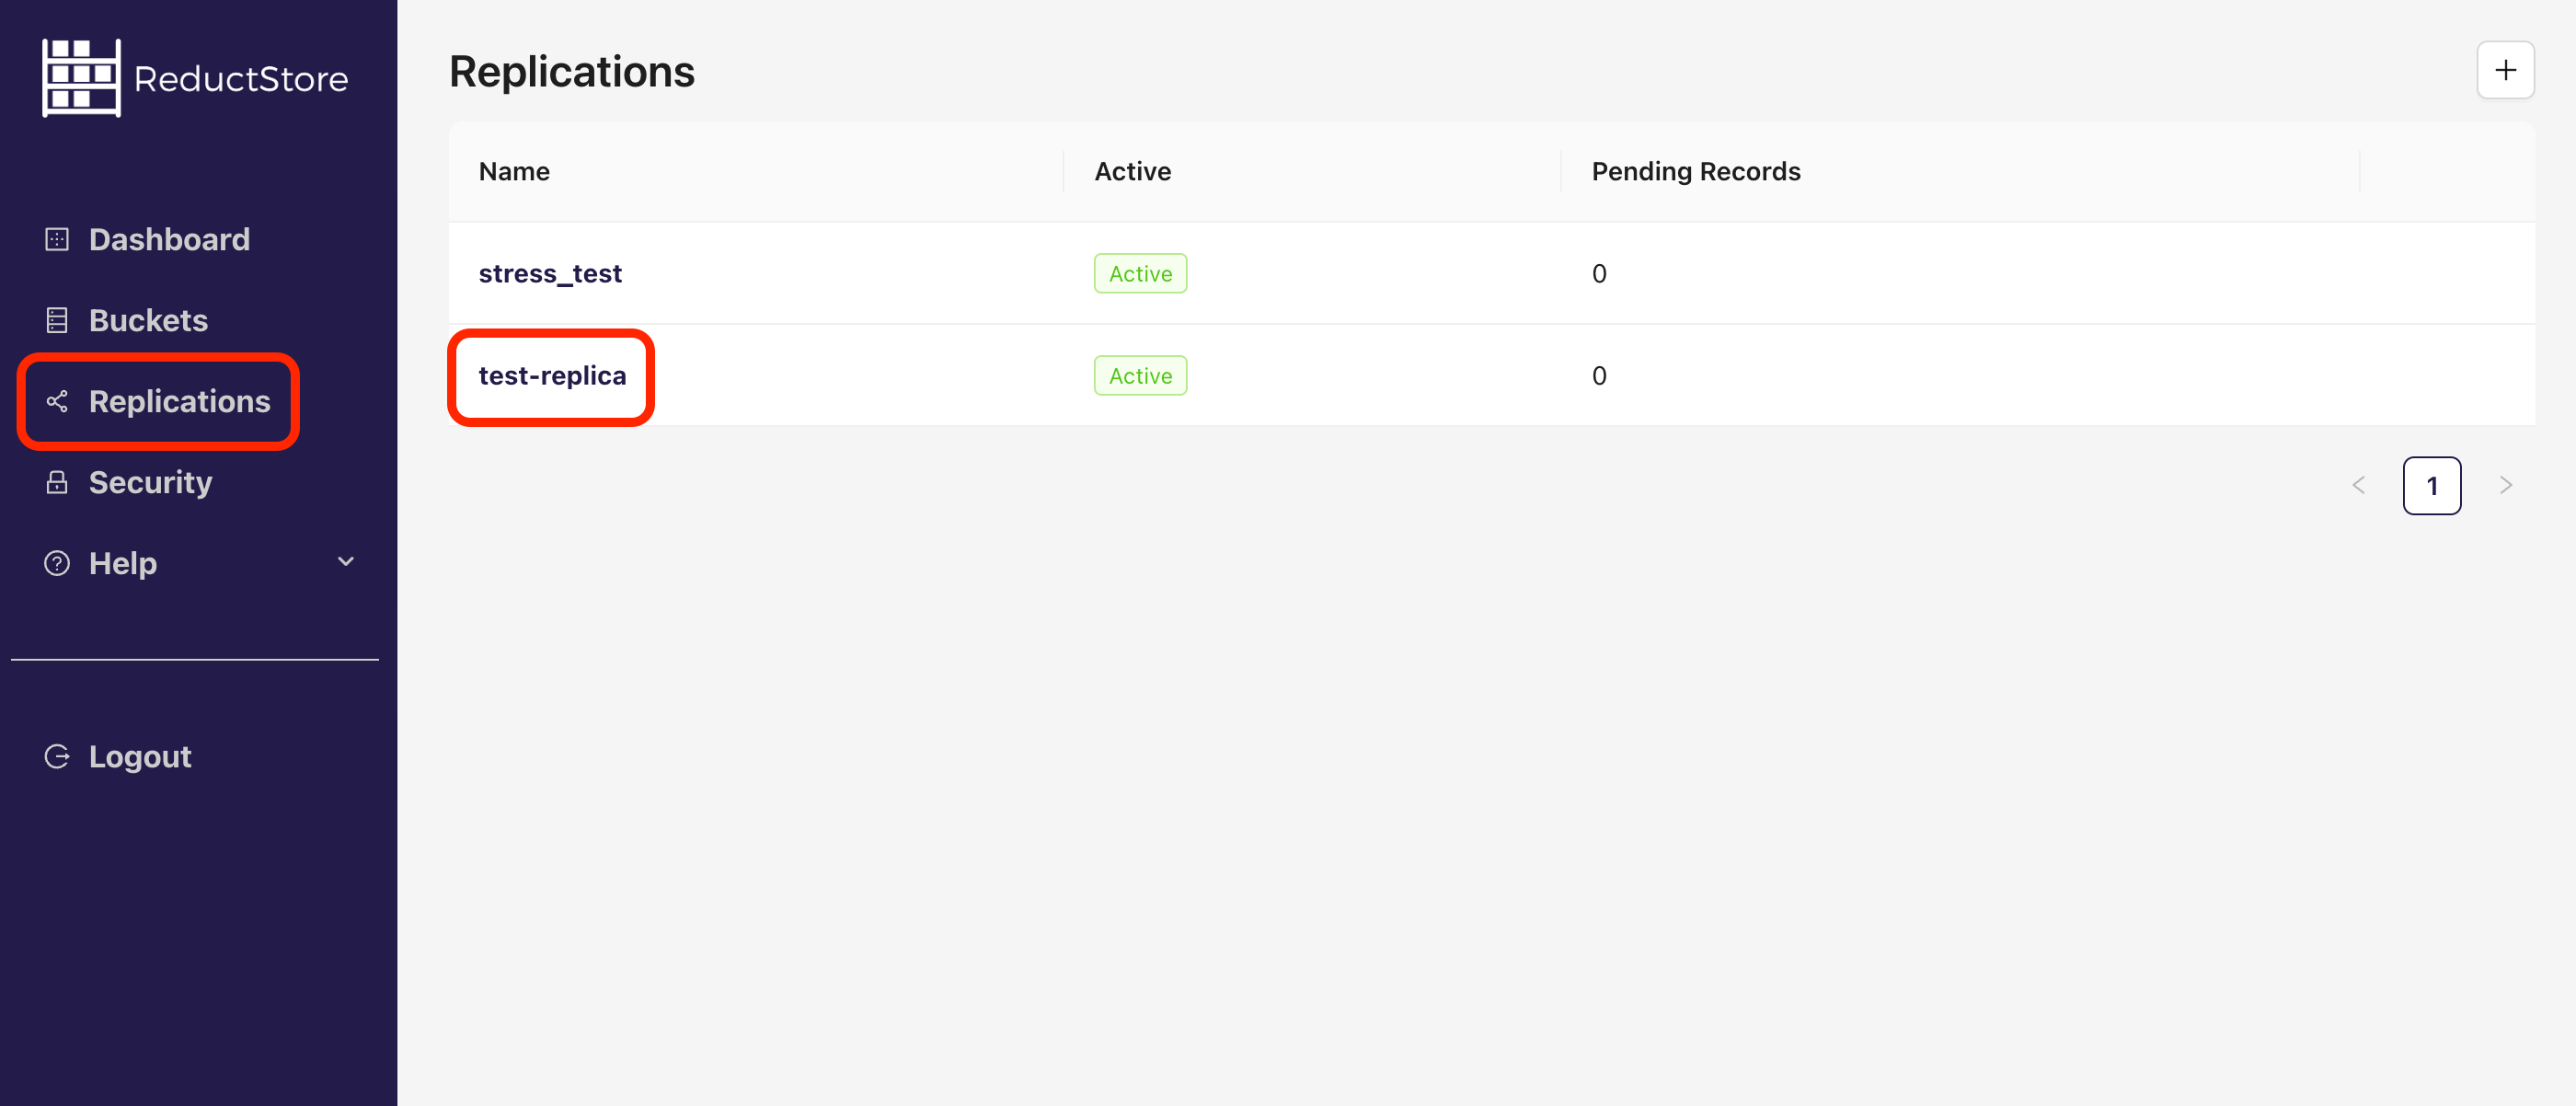 ReductStore
Dashboard
Buckets
Replications
Security
Help
Logout
Replications
Name Active Pending Records
stress_test Active 0
test-replica Active 0
1